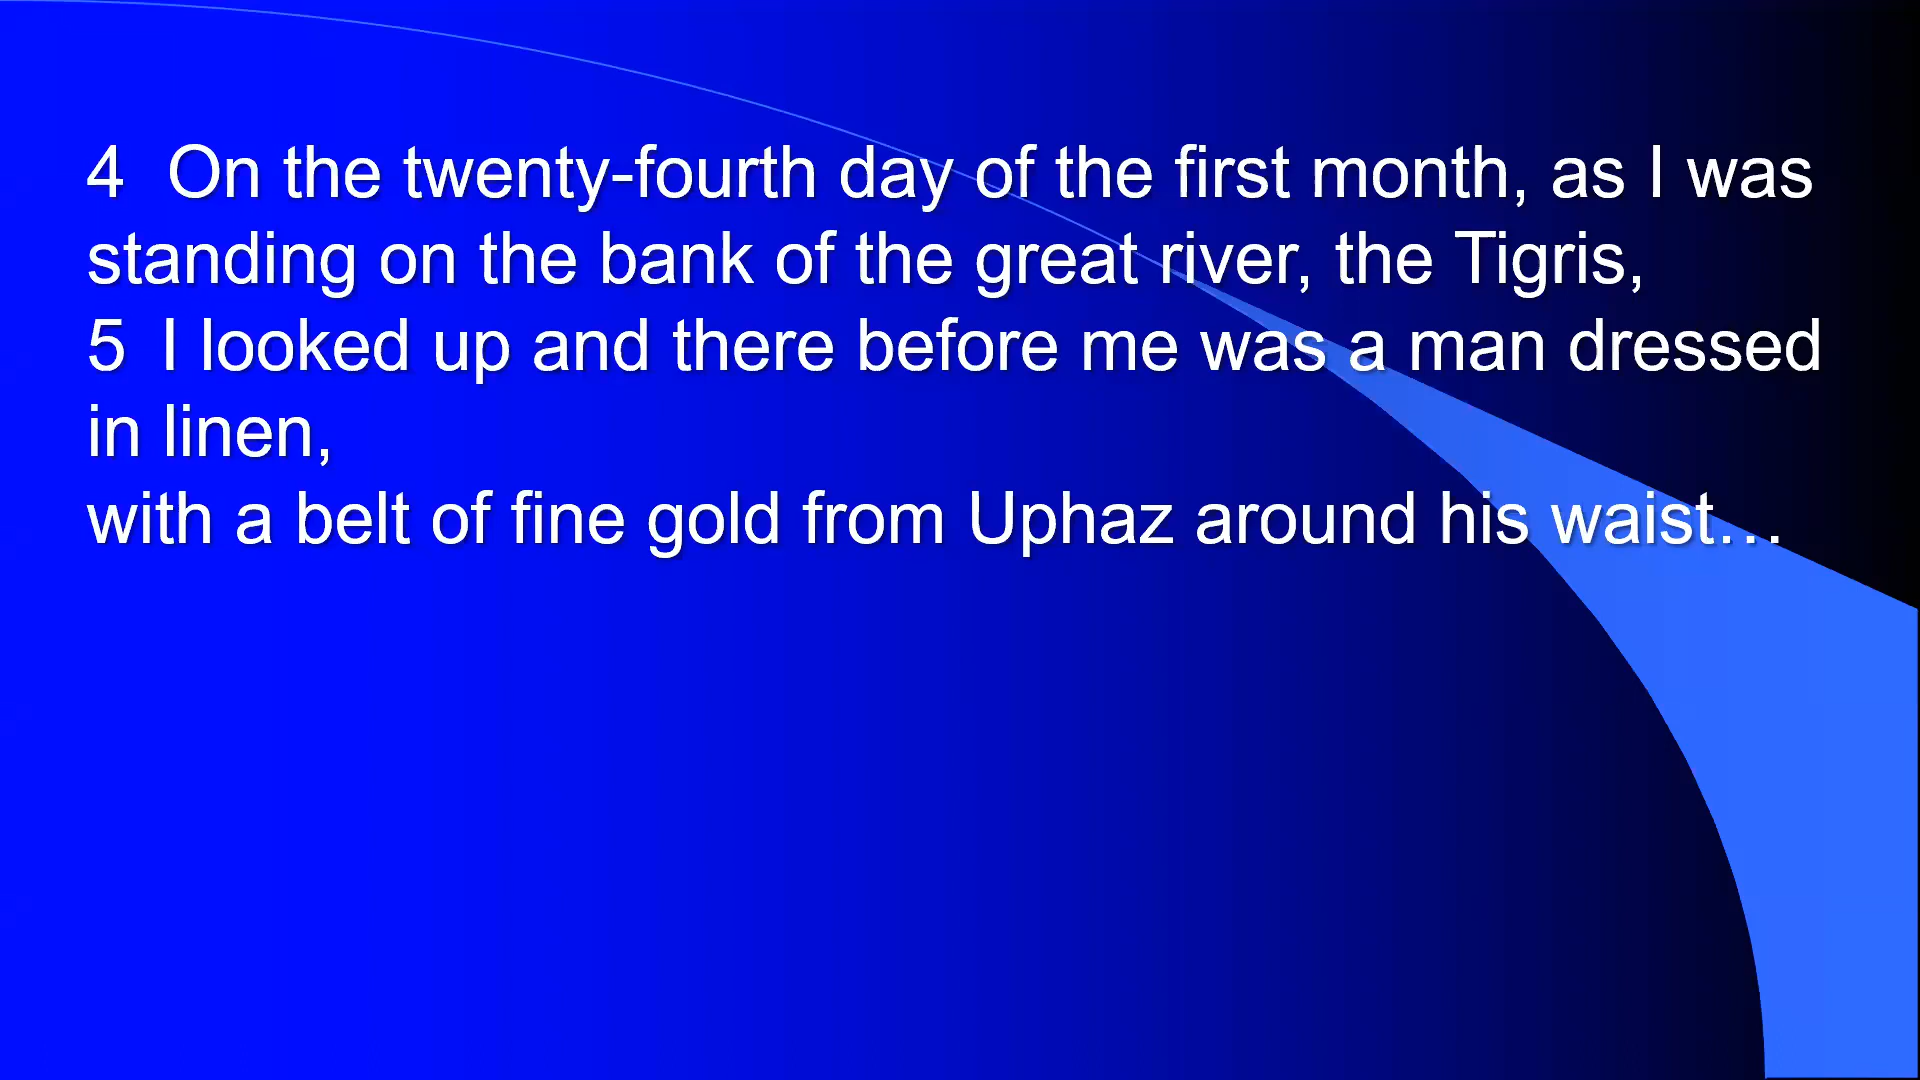 4  On the twenty-fourth day of the first month, as I was
standing on the bank of the great river, the Tigris,
5  I looked up and there before me was a man dressed
in linen,
with a belt of fine gold from Uphaz around his waist…